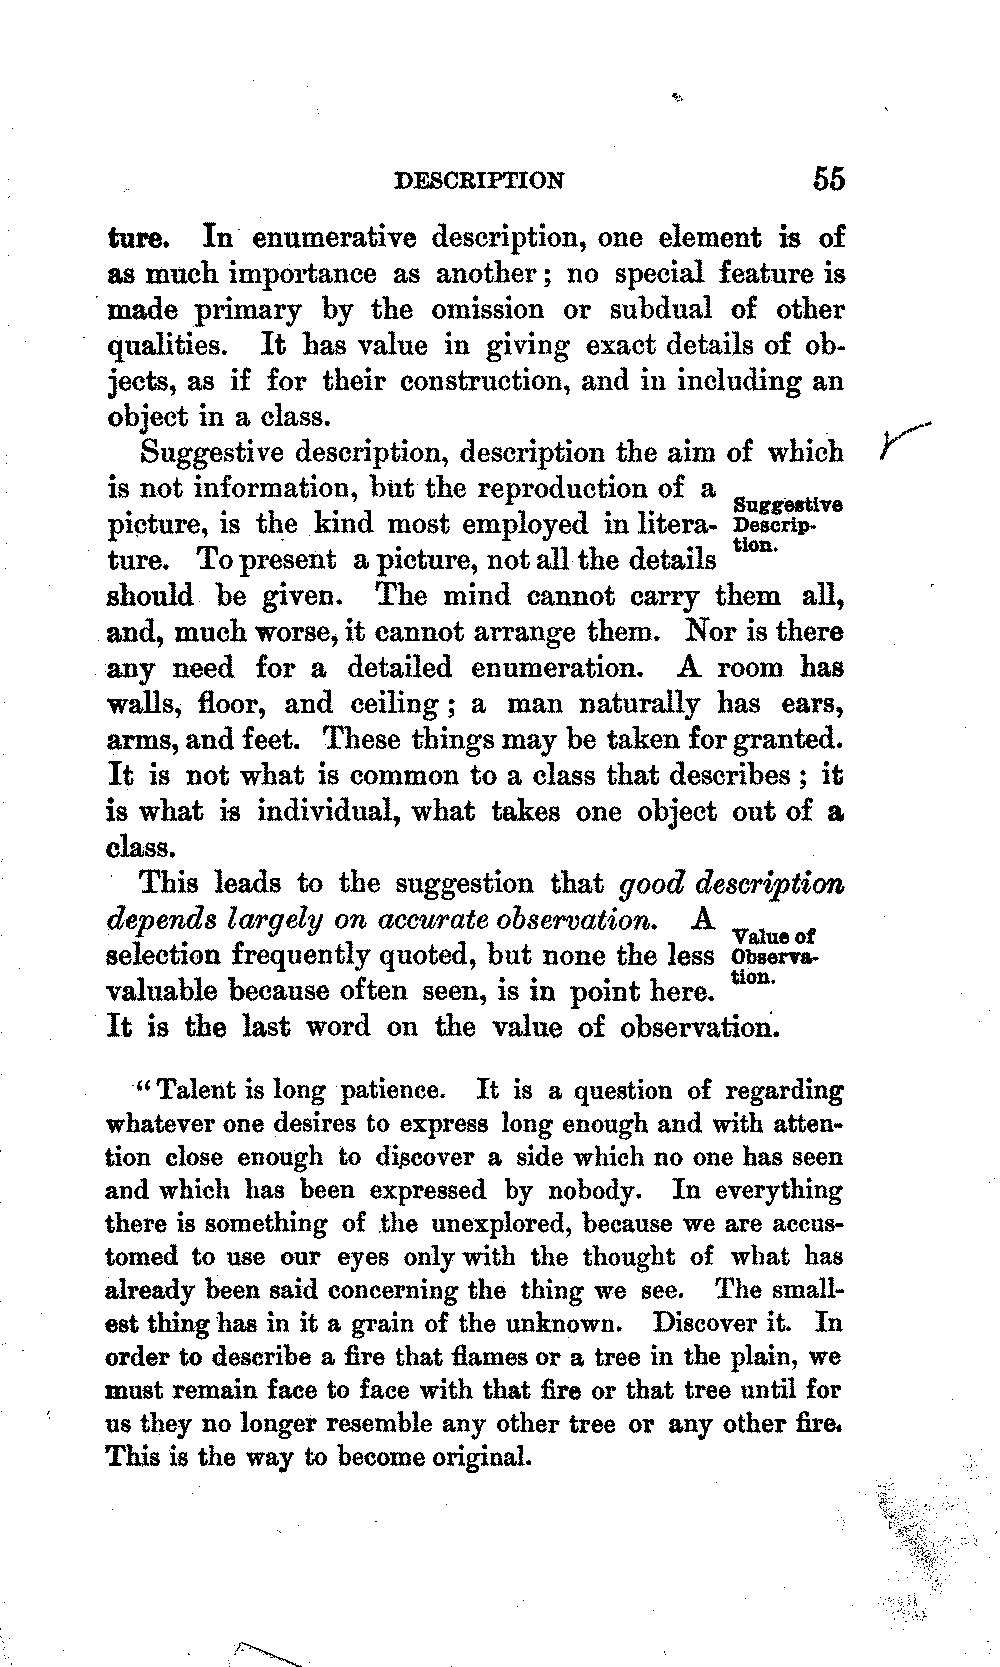 DESCRIPTION 55
ture. In enumerative description, one element is of
as much importance as another; no special feature is
made primary by the omission or subdual of other
qualities. It has value in giving exact details of ob-
jects, as if for their construction, and in including an
object in a class.
Suggestive description, description the aim of which
is not information, but the reproduction of a
picture, is the kind most employed in litera-
ture. To present a picture, not all the details
Suggestive
Descrip-
tion.
should be given. The mind cannot carry them all,
and, much worse, it cannot arrange them. Nor is there
any need for a detailed enumeration. A room has
walls, floor, and ceiling; a man naturally has ears,
arms, and feet. These things may be taken for granted.
It is not what is common to a class that describes; it
is what is individual, what takes one object out of a
class.
This leads to the suggestion that good description
depends largely on accurate observation. A
selection frequently quoted, but none the less
valuable because often seen, is in point here.
Value of
Observa-
tion.
It is the last word on the value of observation.
"Talent is long patience. It is a question of regarding
whatever one desires to express long enough and with atten-
tion close enough to discover a side which no one has seen
and which has been expressed by nobody. In everything
there is something of the unexplored, because we are accus-
tomed to use our eyes only with the thought of what has
already been said concerning the thing we see. The small-
est thing has in it a grain of the unknown. Discover it. In
order to describe a fire that flames or a tree in the plain, we
must remain face to face with that fire or that tree until for
us they no longer resemble any other tree or any other fire.
This is the way to become original.